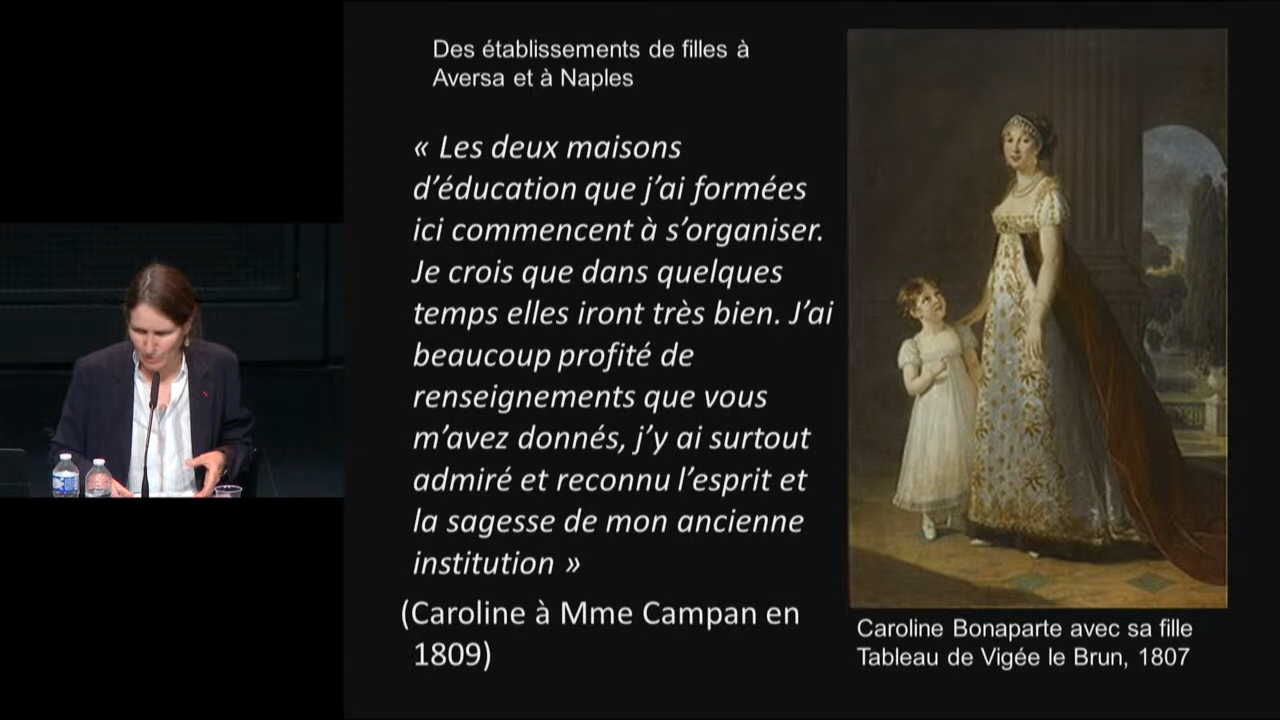 Des établissements de filles à
Aversa et à Naples
« Les deux maisons
d’éducation que j’ai formées
ici commencent à s’organiser.
Je crois que dans quelques
temps elles iront très bien. J’ai
beaucoup profité de
renseignements que vous
m’avez donnés, j’y ai surtout
admiré et reconnu l’esprit et
la sagesse de mon ancienne
institution »
(Caroline à Mme Campan en
1809)
Caroline Bonaparte avec sa fille
Tableau de Vigée le Brun, 1807